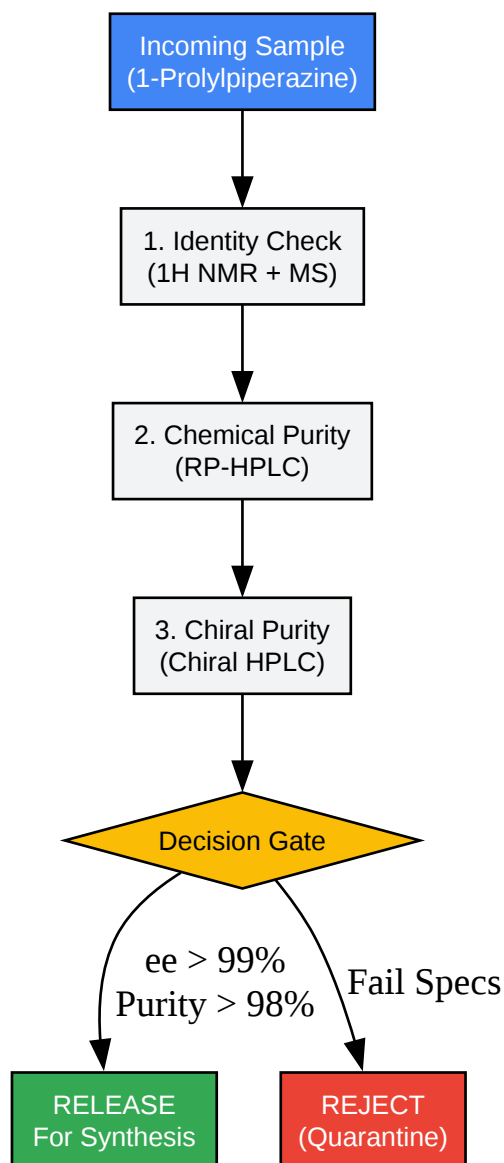 Incoming Sample
(1-Prolylpiperazine)
1. Identity Check
(1H NMR + MS)
2. Chemical Purity
(RP-HPLC)
3. Chiral Purity
(Chiral HPLC)
Decision Gate
ee > 99%
Purity > 98%
Fail Specs
RELEASE
For Synthesis
REJECT
(Quarantine)